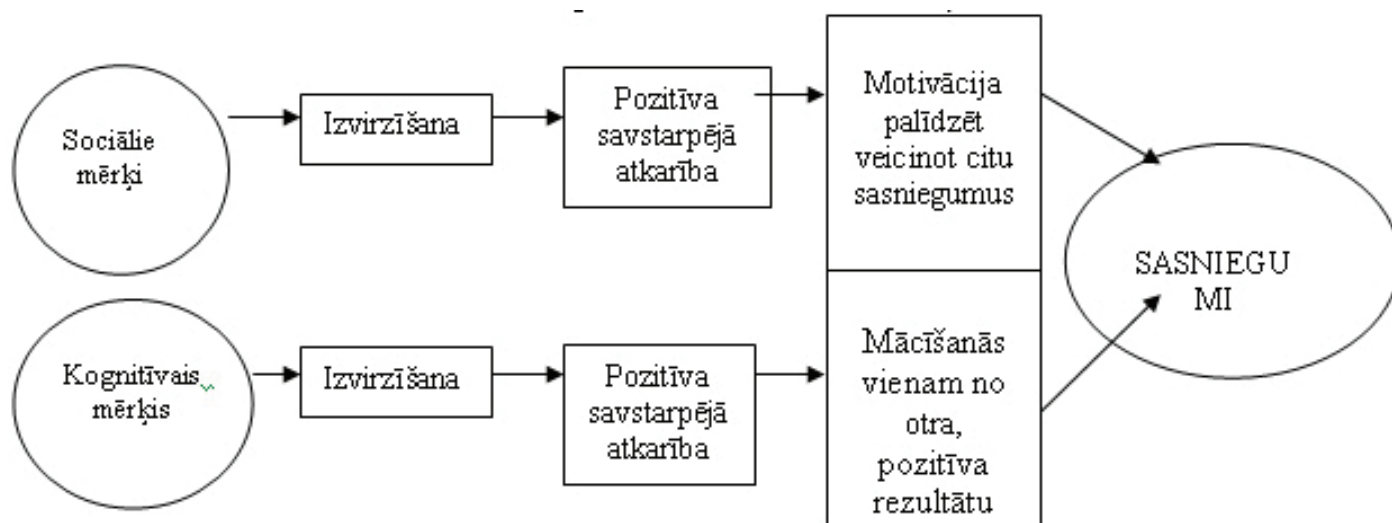 Sociālie
mērķi
Izvirzīšana
Pozitīva
savstarpējā
atkarība
Motivācija
palīdzēt
veicinot citu
sasniegumus
SASNIEGU
MI
Kognitīvais
mērķis
Izvirzīšana
Pozitīva
savstarpējā
atkarība
Mācīšanās
vienam no
otra,
pozitīva
rezultātu